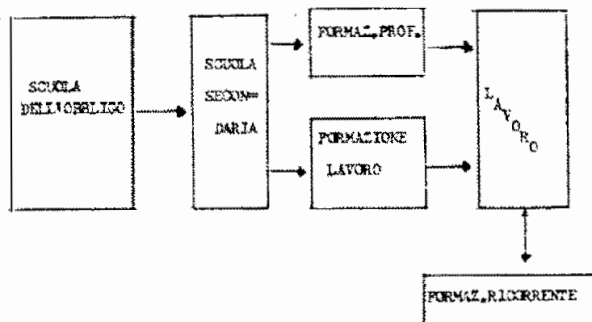 SCUOLA
DELL'OBBLIGO
SCUOLA
SECON=
DARIA
FORMAZ.PROF.
FORMAZIONE
LAVORO
LAVORO
FORMAZ.RICORRENTE